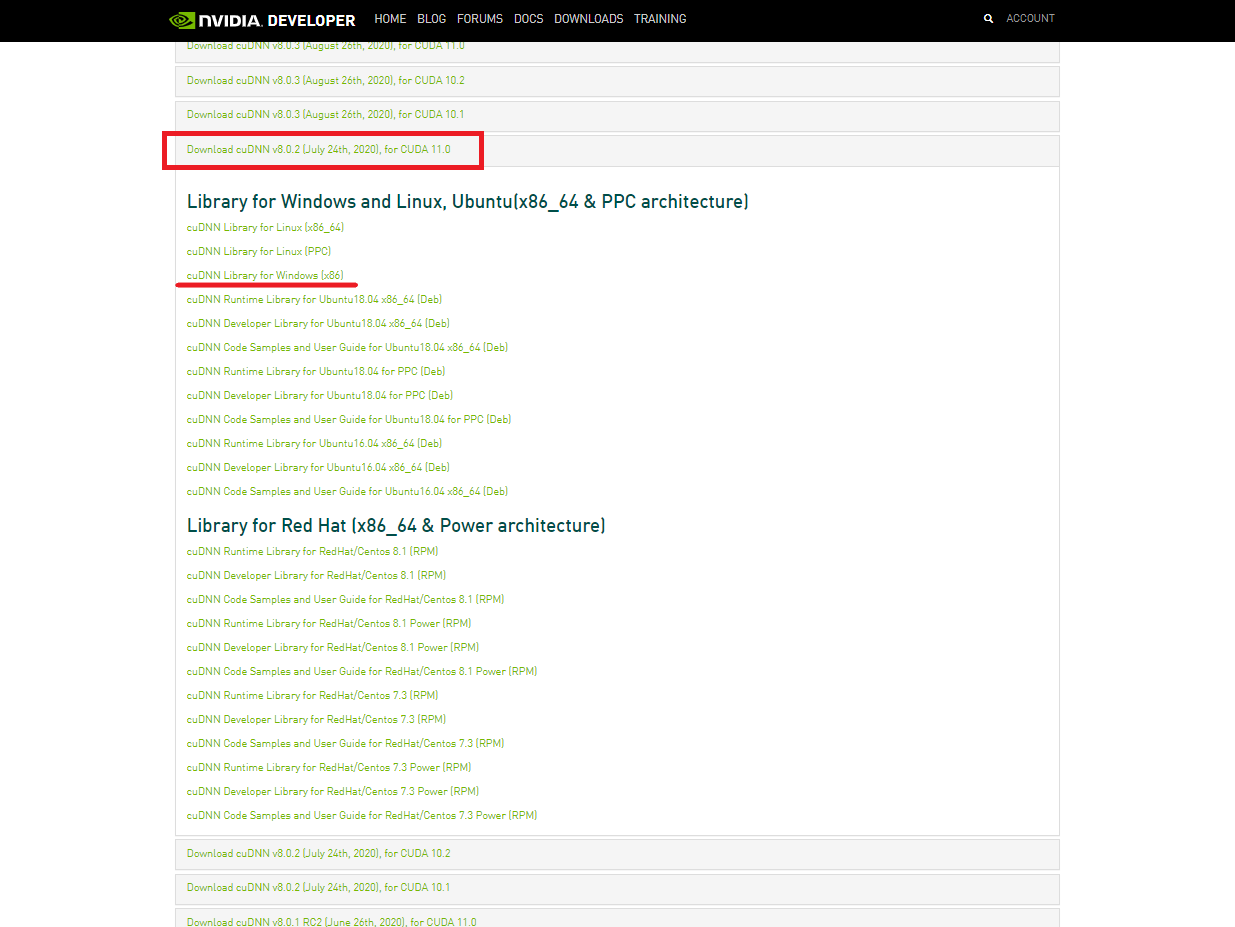 NVIDIA. DEVELOPER HOME BLOG FORUMS DOCS DOWNLOADS TRAINING ACCOUNT
Download cuDNN v8.0.3 (August 26th, 2020), for CUDA 11.0
Download cuDNN v8.0.3 (August 26th, 2020), for CUDA 10.2
Download cuDNN v8.0.3 (August 26th, 2020), for CUDA 10.1
Download cuDNN v8.0.2 (July 24th, 2020), for CUDA 11.0
Library for Windows and Linux, Ubuntu(x86_64 & PPC architecture)
cuDNN Library for Linux (x86_64)
cuDNN Library for Linux (PPC)
cuDNN Library for Windows (x86)
cuDNN Runtime Library for Ubuntu18.04 x86_64 (Deb)
cuDNN Developer Library for Ubuntu18.04 x86_64 (Deb)
cuDNN Code Samples and User Guide for Ubuntu18.04 x86_64 (Deb)
cuDNN Runtime Library for Ubuntu18.04 for PPC (Deb)
cuDNN Developer Library for Ubuntu18.04 for PPC (Deb)
cuDNN Code Samples and User Guide for Ubuntu18.04 for PPC (Deb)
cuDNN Runtime Library for Ubuntu16.04 x86_64 (Deb)
cuDNN Developer Library for Ubuntu16.04 x86_64 (Deb)
cuDNN Code Samples and User Guide for Ubuntu16.04 x86_64 (Deb)
Library for Red Hat (x86_64 & Power architecture)
cuDNN Runtime Library for RedHat/Centos 8.1 (RPM)
cuDNN Developer Library for RedHat/Centos 8.1 (RPM)
cuDNN Code Samples and User Guide for RedHat/Centos 8.1 (RPM)
cuDNN Runtime Library for RedHat/Centos 8.1 Power (RPM)
cuDNN Developer Library for RedHat/Centos 8.1 Power (RPM)
cuDNN Code Samples and User Guide for RedHat/Centos 8.1 Power (RPM)
cuDNN Runtime Library for RedHat/Centos 7.3 (RPM)
cuDNN Developer Library for RedHat/Centos 7.3 (RPM)
cuDNN Code Samples and User Guide for RedHat/Centos 7.3 (RPM)
cuDNN Runtime Library for RedHat/Centos 7.3 Power (RPM)
cuDNN Developer Library for RedHat/Centos 7.3 Power (RPM)
cuDNN Code Samples and User Guide for RedHat/Centos 7.3 Power (RPM)
Download cuDNN v8.0.2 (July 24th, 2020), for CUDA 10.2
Download cuDNN v8.0.2 (July 24th, 2020), for CUDA 10.1
Download cuDNN v8.0.1 RC2 (June 26th, 2020), for CUDA 11.0